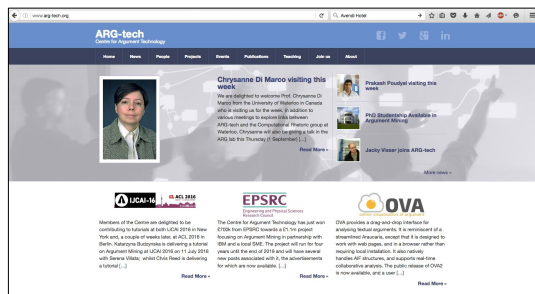 www.arg-tech.org
Avendi Hotel
ARG-tech
Centre for Argument Technology
Home News People Projects Events Publications Teaching Join us About
Chrysanne Di Marco visiting this
week
We are delighted to welcome Prof. Chrysanne Di
Marco from the University of Waterloo in Canada
who is visiting us for the week. In addition to
various meetings to explore links between
ARG-tech and the Computational Rhetoric group at
Waterloo, Chrysanne will also be giving a talk in the
ARG lab this Thursday (1 September) [...]
Read More »
Prakash Poudyal visiting this
week
PhD Studentship Available in
Argument Mining
Jacky Visser joins ARG-tech
More news »
IJCAI-16
ACL 2016
Members of the Centre are delighted to be
contributing to tutorials at both IJCAI 2016 in New
York and, a couple of weeks later, at ACL 2016 in
Berlin. Katarzyna Budzynska is delivering a tutorial
on Argument Mining at IJCAI 2016 on 11 July 2016
with Serena Villata, whilst Chris Reed is delivering
a tutorial [...]
Read More »
EPSRC
Engineering and Physical Sciences
Research Council
The Centre for Argument Technology has just won
£700k from EPSRC towards a £1.1m project
focusing on Argument Mining in partnership with
IBM and a local SME. The project will run for four
years until the end of 2019 and will have several
new posts associated with it, the advertisements
for which are now available. [...]
Read More »
OVA
online visualisation of argument
OVA provides a drag-and-drop interface for
analysing textual arguments. It is reminiscent of a
streamlined Araucaria, except that it is designed to
work with web pages, and in a browser rather than
requiring local installation. It also natively
handles AIF structures, and supports real-time
collaborative analysis. The public release of OVA2
is now available, and a user [...]
Read More »